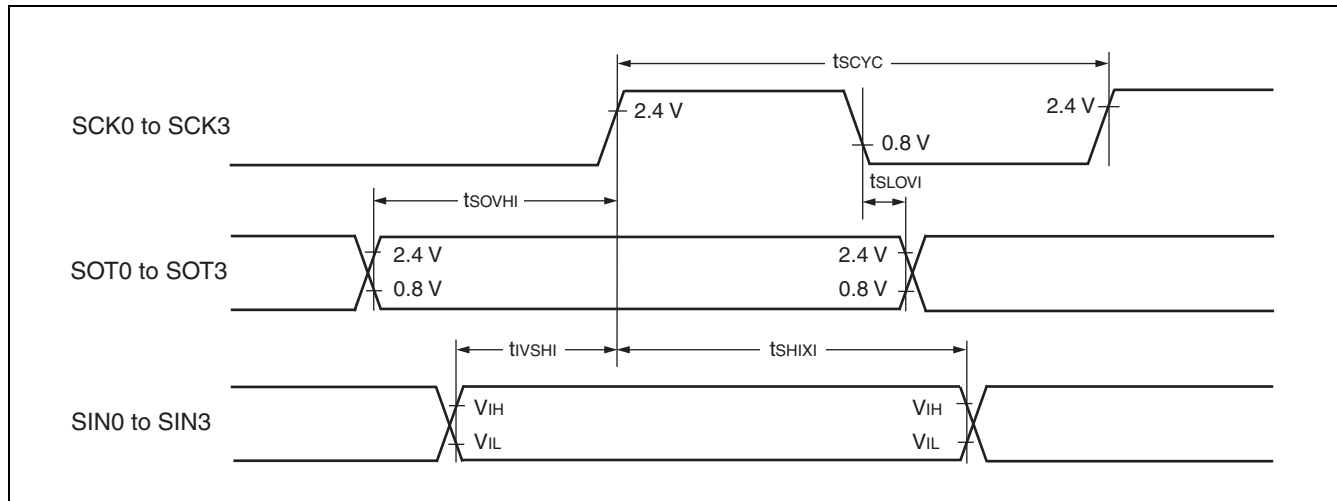 tSCYC
SCK0 to SCK3
2.4 V
2.4 V
0.8 V
tSLOVI
tSOVHI
SOT0 to SOT3
2.4 V
2.4 V
0.8 V
0.8 V
tIVSHI
tSHIXI
SIN0 to SIN3
VIH
VIH
VIL
VIL